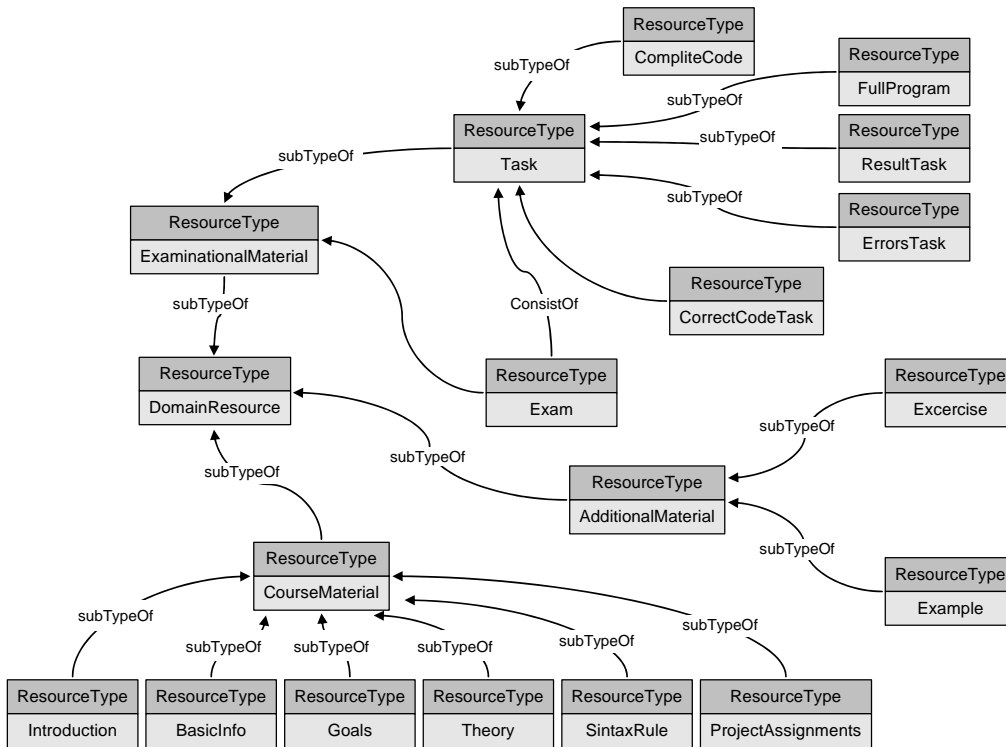 ResourceType
CompliteCode
subTypeOf
ResourceType
FullProgram
subTypeOf
ResourceType
Task
subTypeOf
ResourceType
ResultTask
subTypeOf
subTypeOf
ResourceType
ErrorsTask
ResourceType
ExaminationalMaterial
ResourceType
CorrectCodeTask
ConsistOf
subTypeOf
ResourceType
DomainResource
ResourceType
Exam
ResourceType
Excercise
subTypeOf
subTypeOf
subTypeOf
ResourceType
AdditionalMaterial
subTypeOf
ResourceType
CourseMaterial
ResourceType
Example
subTypeOf
subTypeOf
subTypeOf
subTypeOf
subTypeOf
subTypeOf
ResourceType
Introduction
ResourceType
BasicInfo
ResourceType
Goals
ResourceType
Theory
ResourceType
SintaxRule
ResourceType
ProjectAssignments